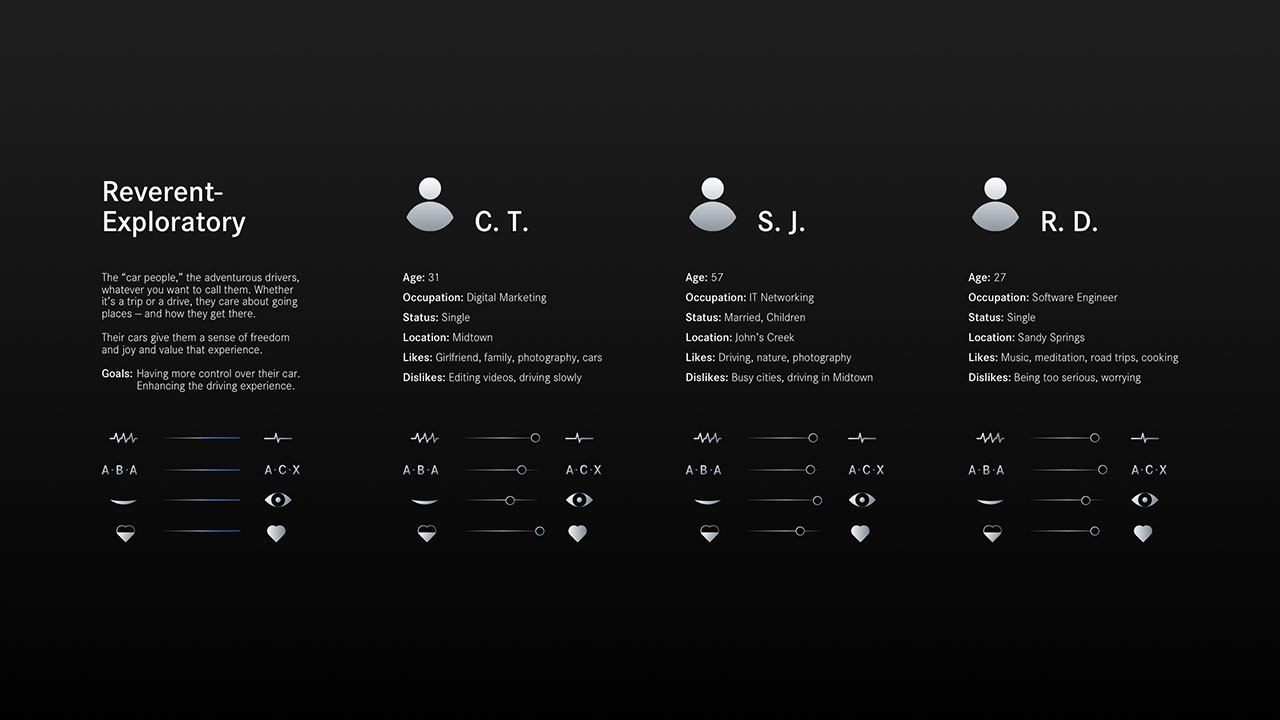 Reverent-
Exploratory
The “car people,” the adventurous drivers,
whatever you want to call them. Whether
it’s a trip or a drive, they care about going
places — and how they get there.
Their cars give them a sense of freedom
and joy and value that experience.
Goals: Having more control over their car.
Enhancing the driving experience.
A·B·A A·C·X
C. T.
Age: 31
Occupation: Digital Marketing
Status: Single
Location: Midtown
Likes: Girlfriend, family, photography, cars
Dislikes: Editing videos, driving slowly
A·B·A A·C·X
S. J.
Age: 57
Occupation: IT Networking
Status: Married, Children
Location: John’s Creek
Likes: Driving, nature, photography
Dislikes: Busy cities, driving in Midtown
A·B·A A·C·X
R. D.
Age: 27
Occupation: Software Engineer
Status: Single
Location: Sandy Springs
Likes: Music, meditation, road trips, cooking
Dislikes: Being too serious, worrying
A·B·A A·C·X